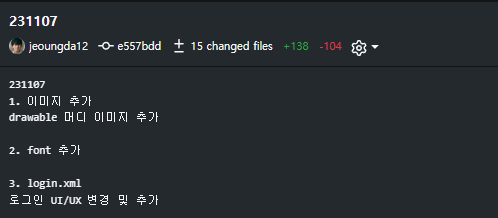 231107
jeoungda12 e557bdd 15 changed files +138 -104
231107
1. 이미지 추가
drawable 머디 이미지 추가
2. font 추가
3. login.xml
로그인 UI/UX 변경 및 추가